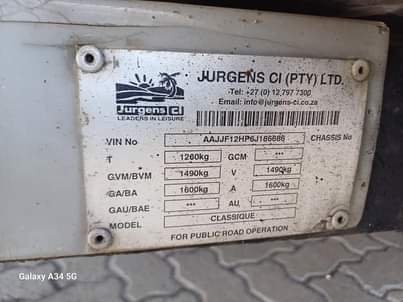 JURGENS CI (PTY) LTD.
Tel: +27 (0) 12 797 7300
Email: info@jurgens-ci.co.za
Jurgens Ci
LEADERS IN LEISURE
VIN No AAJJF12HP6J166686 CHASSIS No
T 1260kg GCM ***
GVM/BVM 1490kg V 1490kg
GA/BA 1600kg A 1600kg
GAU/BAE *** AU ***
MODEL CLASSIQUE
FOR PUBLIC ROAD OPERATION
Galaxy A34 5G